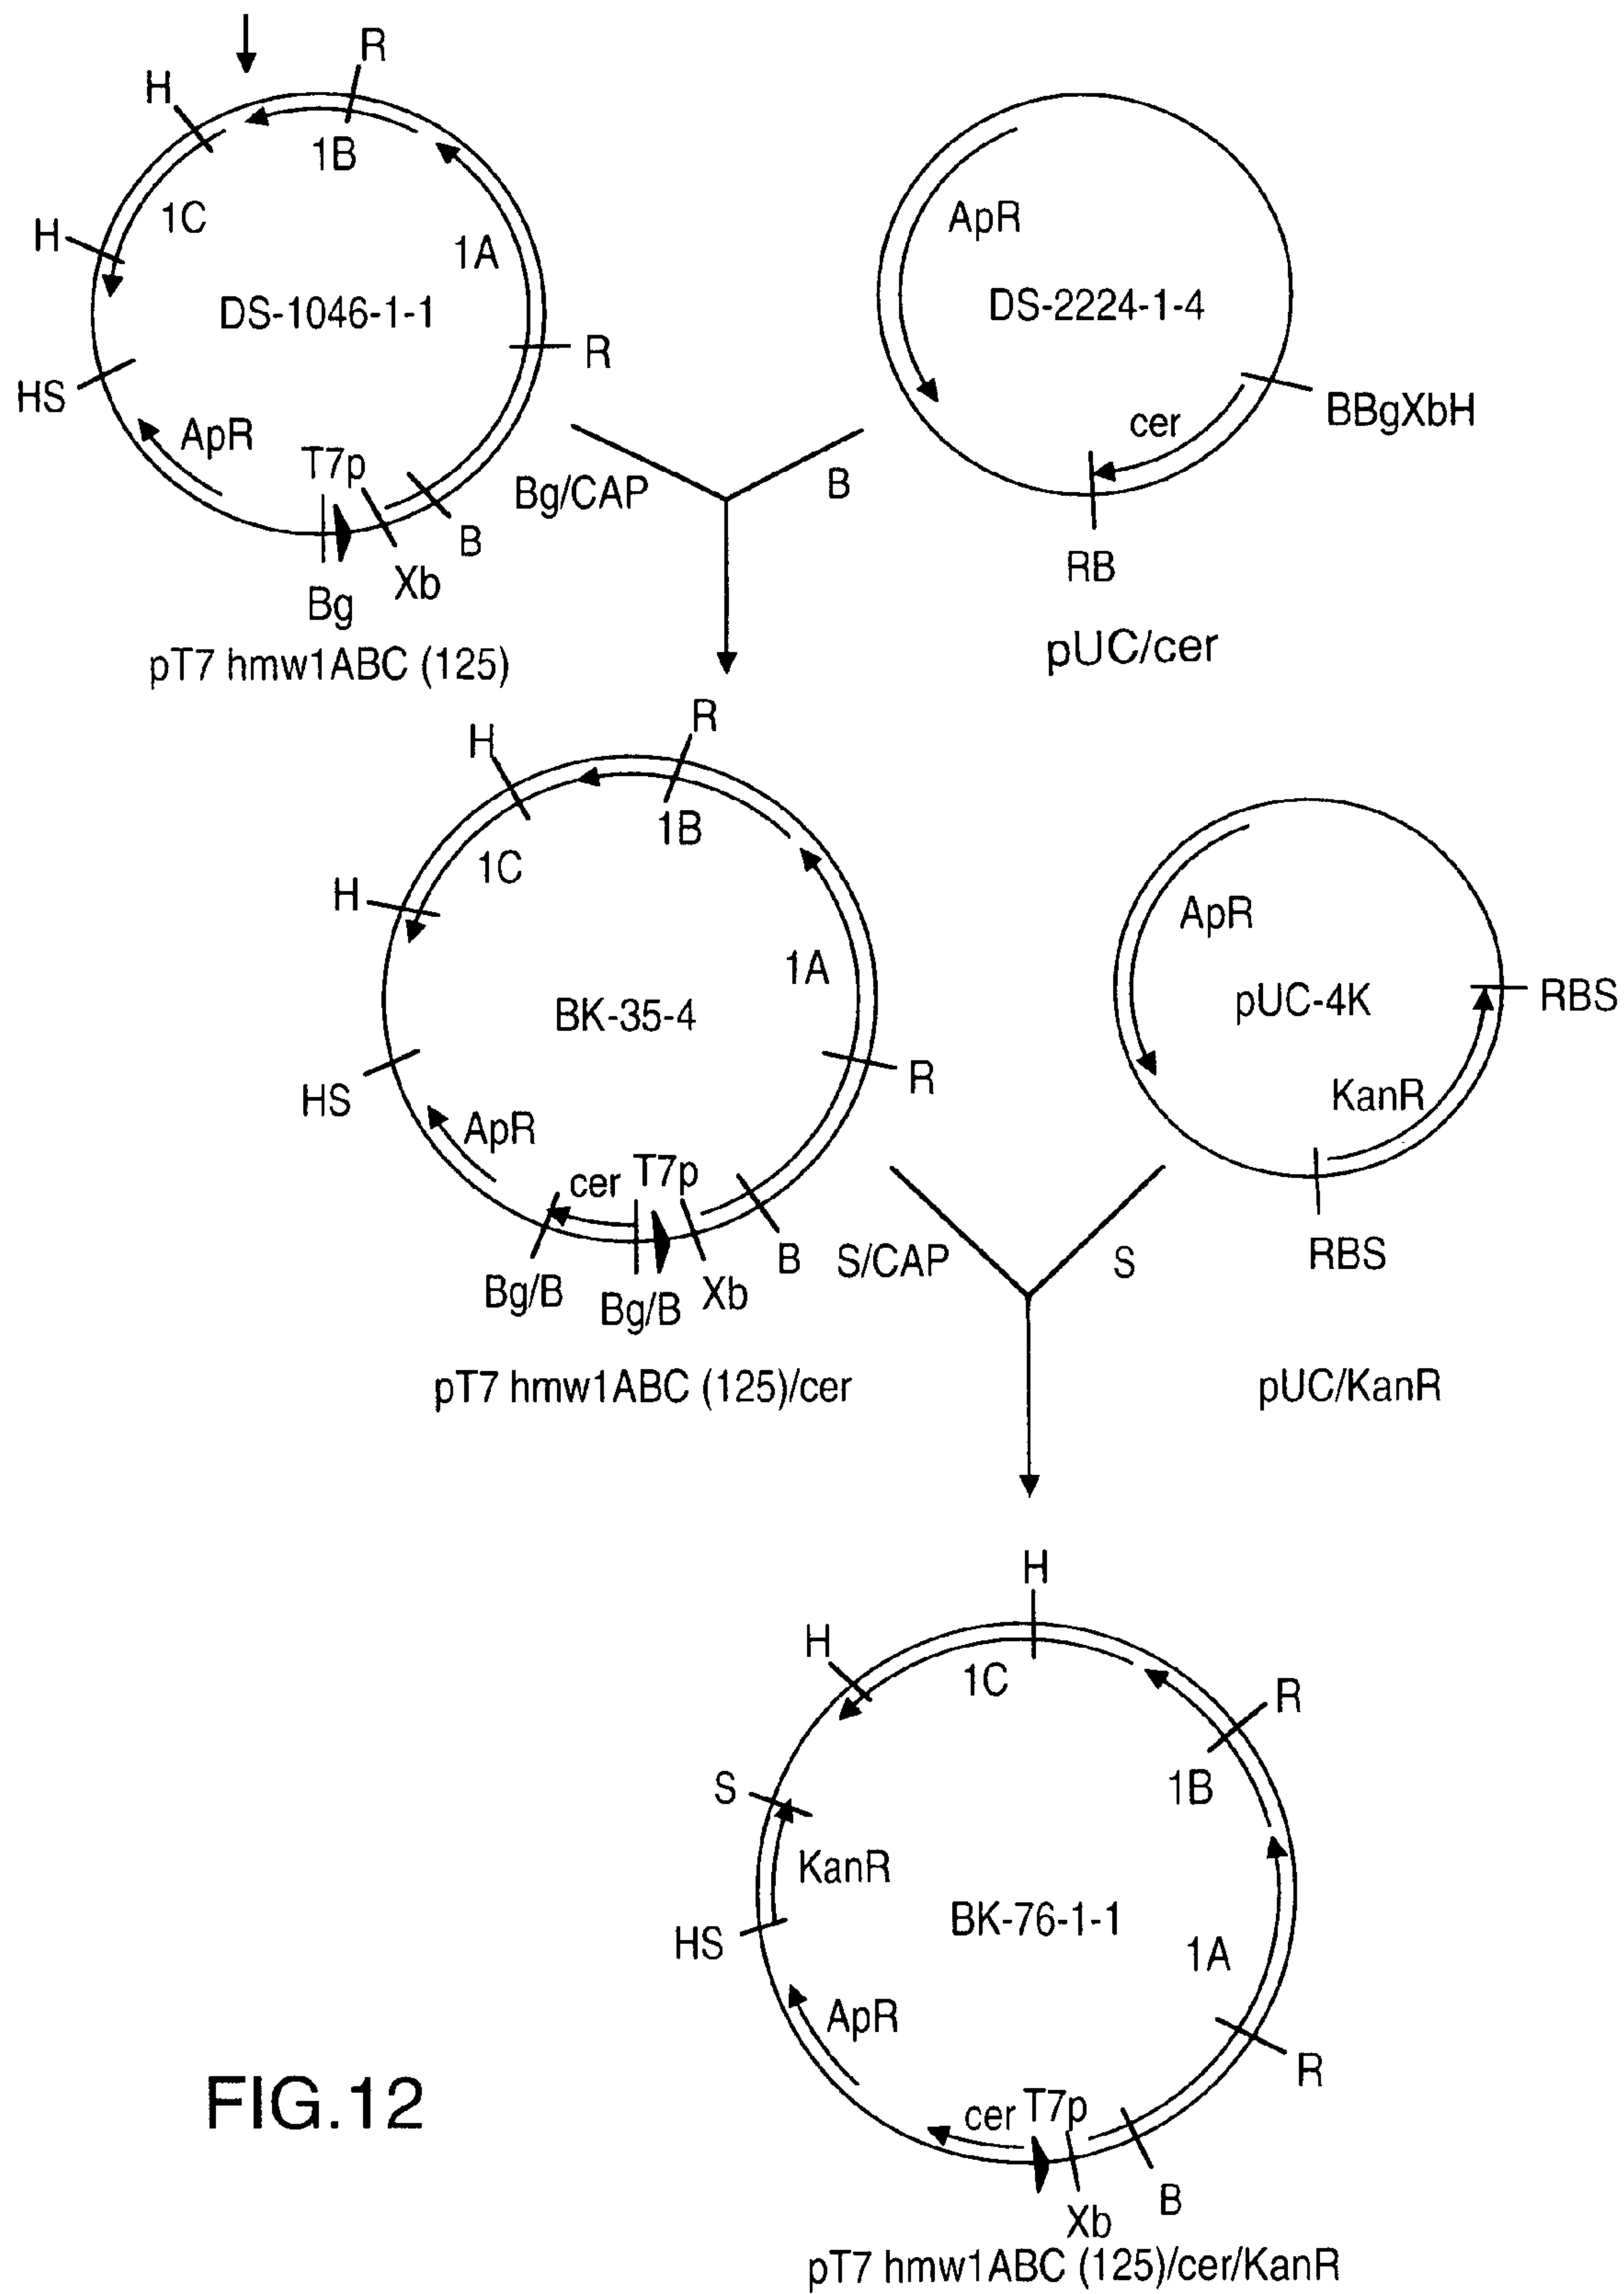 R
H
1B
1C
H
1A
DS-1046-1-1
R
HS
ApR
T7p
B
Xb
Bg
pT7 hmw1ABC (125)
ApR
DS-2224-1-4
BBgXbH
cer
RB
pUC/cer
Bg/CAP
B
R
H
1B
1C
H
1A
BK-35-4
R
HS
ApR
cer
T7p
B
Xb
Bg/B
Bg/B
pT7 hmw1ABC (125)/cer
ApR
pUC-4K
RBS
KanR
RBS
pUC/KanR
S/CAP
S
H
H
1C
R
1B
S
KanR
BK-76-1-1
HS
1A
ApR
R
cer
T7p
B
Xb
pT7 hmw1ABC (125)/cer/KanR
FIG.12